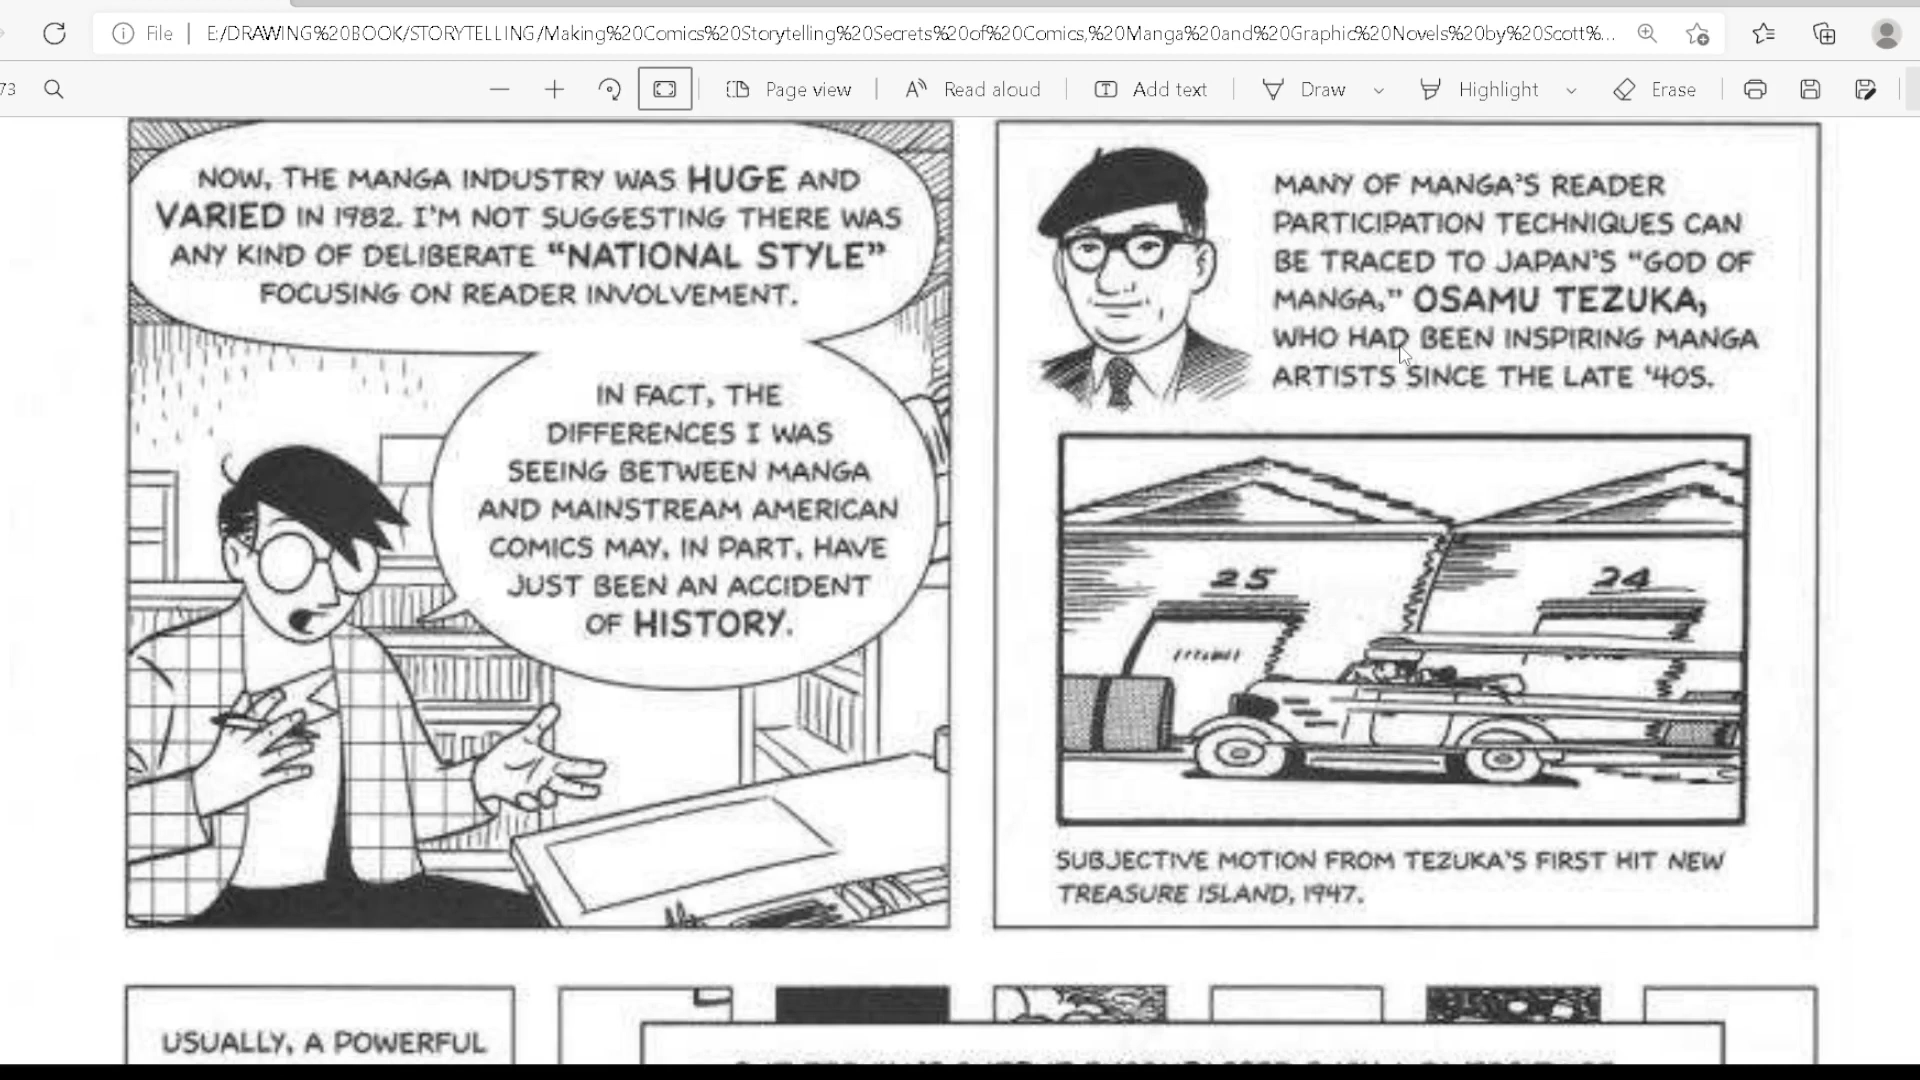 File
E:/DRAWING%20BOOK/STORYTELLING/Making%20Comics%20Storytelling%20Secrets%20of%20Comics,%20Manga%20and%20Graphic%20Novels%20by%20Scott%...
73
Page view
Read aloud
Add text
Draw
Highlight
Erase
NOW, THE MANGA INDUSTRY WAS HUGE AND
VARIED IN 1982. I'M NOT SUGGESTING THERE WAS
ANY KIND OF DELIBERATE "NATIONAL STYLE"
FOCUSING ON READER INVOLVEMENT.
IN FACT, THE
DIFFERENCES I WAS
SEEING BETWEEN MANGA
AND MAINSTREAM AMERICAN
COMICS MAY, IN PART, HAVE
JUST BEEN AN ACCIDENT
OF HISTORY.
MANY OF MANGA'S READER
PARTICIPATION TECHNIQUES CAN
BE TRACED TO JAPAN'S "GOD OF
MANGA," OSAMU TEZUKA,
WHO HAD BEEN INSPIRING MANGA
ARTISTS SINCE THE LATE '40S.
25
24
SUBJECTIVE MOTION FROM TEZUKA'S FIRST HIT NEW
TREASURE ISLAND, 1947.
USUALLY, A POWERFUL